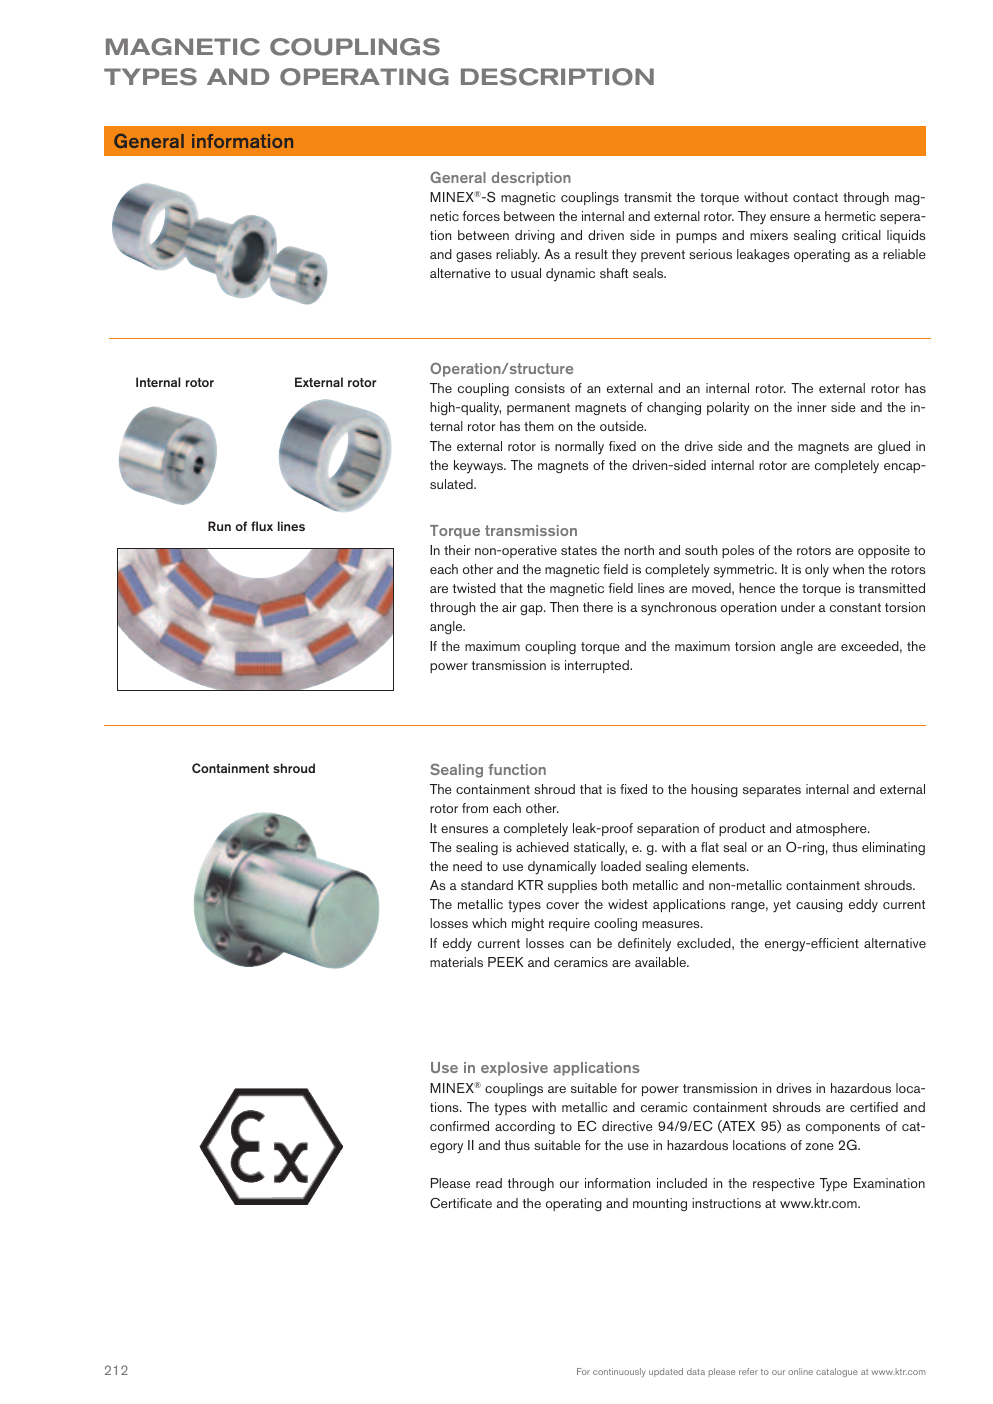 MAGNETIC COUPLINGS
TYPES AND OPERATING DESCRIPTION
General information
General description
MINEX®-S magnetic couplings transmit the torque without contact through mag-
netic forces between the internal and external rotor. They ensure a hermetic sepera-
tion between driving and driven side in pumps and mixers sealing critical liquids
and gases reliably. As a result they prevent serious leakages operating as a reliable
alternative to usual dynamic shaft seals.
Internal rotor
External rotor
Run of flux lines
Operation/structure
The coupling consists of an external and an internal rotor. The external rotor has
high-quality, permanent magnets of changing polarity on the inner side and the in-
ternal rotor has them on the outside.
The external rotor is normally fixed on the drive side and the magnets are glued in
the keyways. The magnets of the driven-sided internal rotor are completely encap-
sulated.
Torque transmission
In their non-operative states the north and south poles of the rotors are opposite to
each other and the magnetic field is completely symmetric. It is only when the rotors
are twisted that the magnetic field lines are moved, hence the torque is transmitted
through the air gap. Then there is a synchronous operation under a constant torsion
angle.
If the maximum coupling torque and the maximum torsion angle are exceeded, the
power transmission is interrupted.
Containment shroud
Sealing function
The containment shroud that is fixed to the housing separates internal and external
rotor from each other.
It ensures a completely leak-proof separation of product and atmosphere.
The sealing is achieved statically, e. g. with a flat seal or an O-ring, thus eliminating
the need to use dynamically loaded sealing elements.
As a standard KTR supplies both metallic and non-metallic containment shrouds.
The metallic types cover the widest applications range, yet causing eddy current
losses which might require cooling measures.
If eddy current losses can be definitely excluded, the energy-efficient alternative
materials PEEK and ceramics are available.
Ex
Use in explosive applications
MINEX® couplings are suitable for power transmission in drives in hazardous loca-
tions. The types with metallic and ceramic containment shrouds are certified and
confirmed according to EC directive 94/9/EC (ATEX 95) as components of cat-
egory II and thus suitable for the use in hazardous locations of zone 2G.
Please read through our information included in the respective Type Examination
Certificate and the operating and mounting instructions at www.ktr.com.
212
For continuously updated data please refer to our online catalogue at www.ktr.com